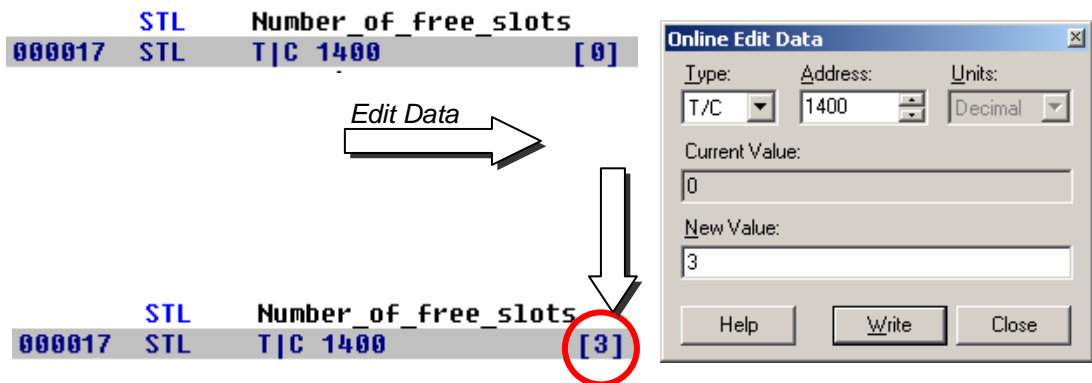 STL Number_of_free_slots
000017 STL T|C 1400 [0]
Edit Data
STL Number_of_free_slots
000017 STL T|C 1400 [3]
Online Edit Data
Type: Address: Units:
T/C 1400 Decimal
Current Value:
0
New Value:
3
Help Write Close